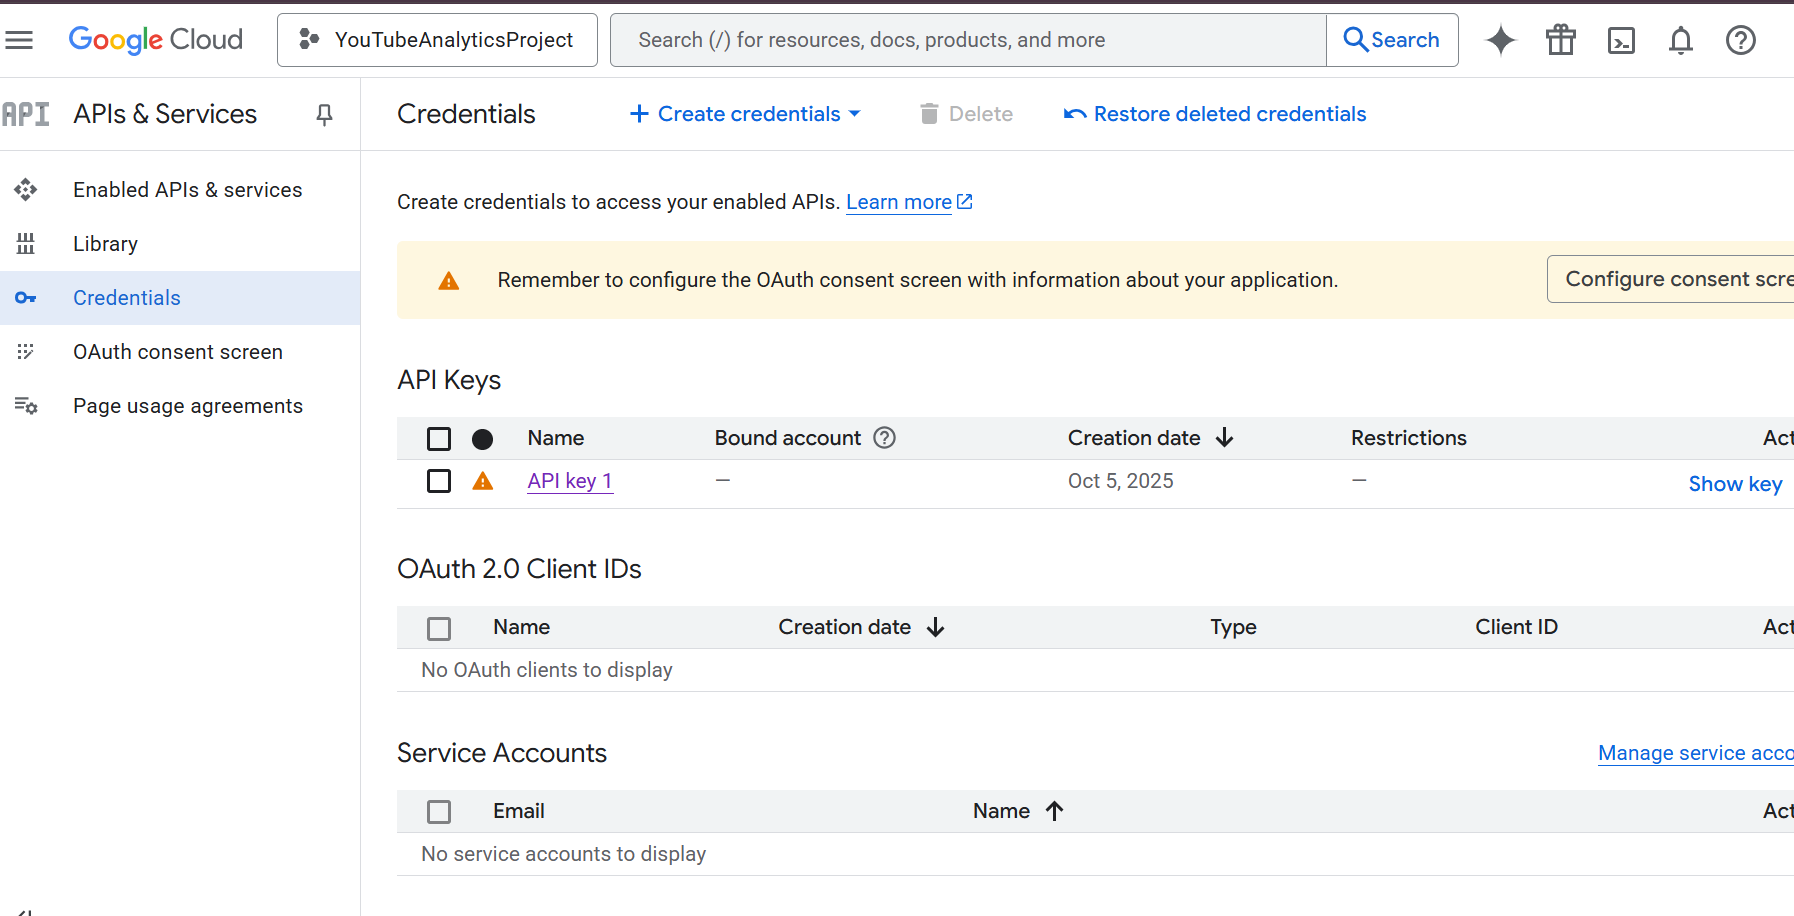 Google Cloud
YouTubeAnalyticsProject
Search (/) for resources, docs, products, and more
Search
API
APIs & Services
Credentials
Create credentials
Delete
Restore deleted credentials
Enabled APIs & services
Library
Credentials
OAuth consent screen
Page usage agreements
Create credentials to access your enabled APIs. Learn more
Remember to configure the OAuth consent screen with information about your application.
Configure consent scre
API Keys
Name Bound account Creation date Restrictions Act
API key 1 — Oct 5, 2025 — Show key
OAuth 2.0 Client IDs
Name Creation date Type Client ID Act
No OAuth clients to display
Service Accounts
Manage service acco
Email Name Act
No service accounts to display